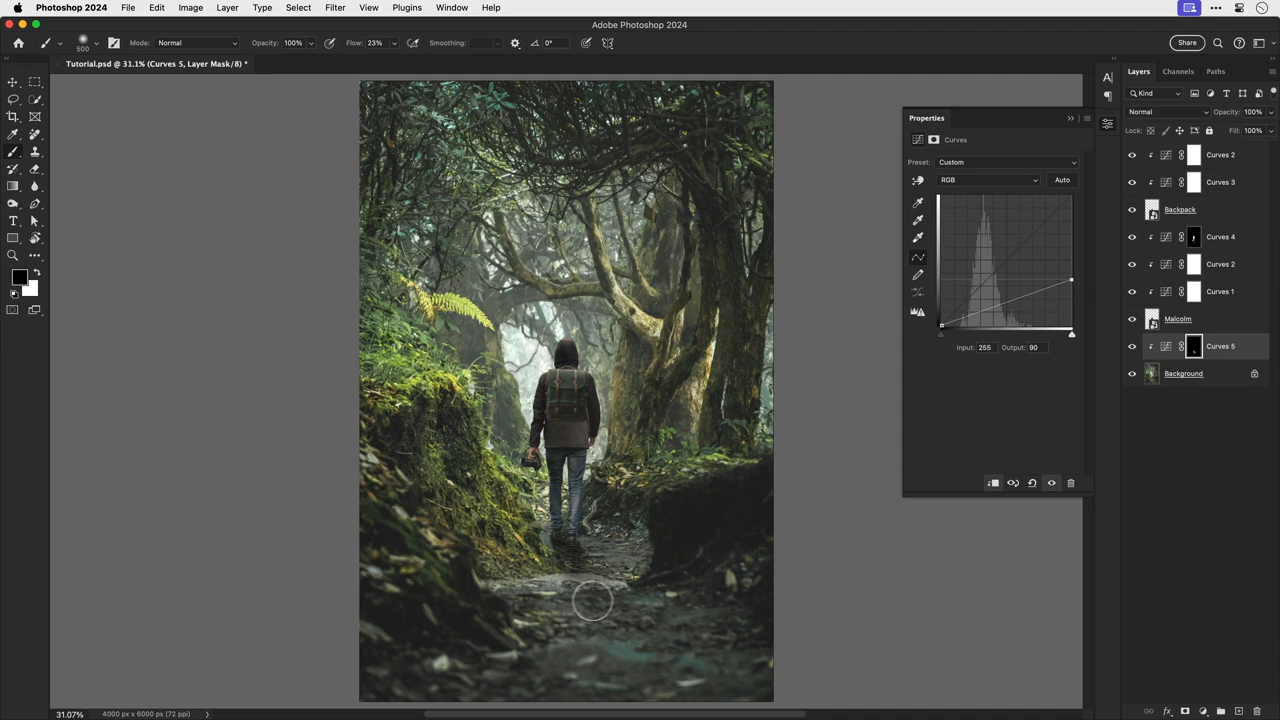 Photoshop 2024 File Edit Image Layer Type Select Filter View Plugins Window Help
Adobe Photoshop 2024
500 Mode: Normal Opacity: 100% Flow: 23% Smoothing: 0° Share
Tutorial.psd @ 31.1% (Curves 5, Layer Mask/8) *
Layers Channels Paths
Kind
Normal Opacity: 100%
Lock: Fill: 100%
Properties
Curves
Preset: Custom
RGB Auto
Input: 255 Output: 90
Curves 2
Curves 3
Backpack
Curves 4
Curves 2
Curves 1
Malcolm
Curves 5
Background
31.07% 4000 px x 6000 px (72 ppi)